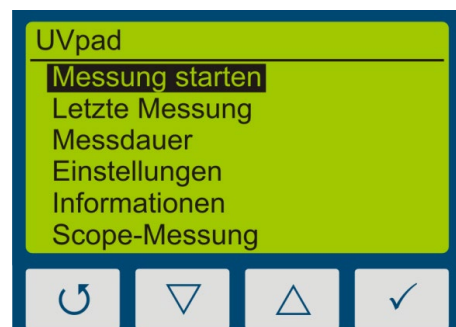 UVpad
Messung starten
Letzte Messung
Messdauer
Einstellungen
Informationen
Scope-Messung